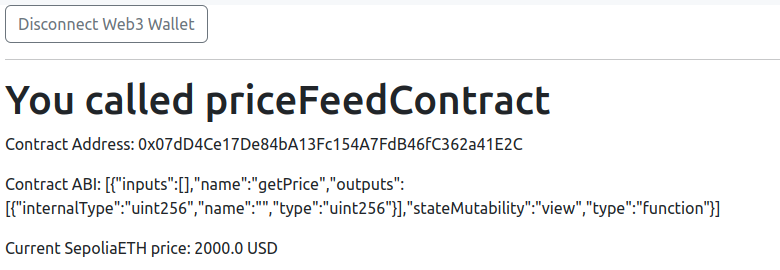 Disconnect Web3 Wallet
You called priceFeedContract
Contract Address: 0x07dD4Ce17De84bA13Fc154A7FdB46fC362a41E2C
Contract ABI: [{"inputs":[],"name":"getPrice","outputs":
[{"internalType":"uint256","name":"","type":"uint256"}],"stateMutability":"view","type":"function"}]
Current SepoliaETH price: 2000.0 USD